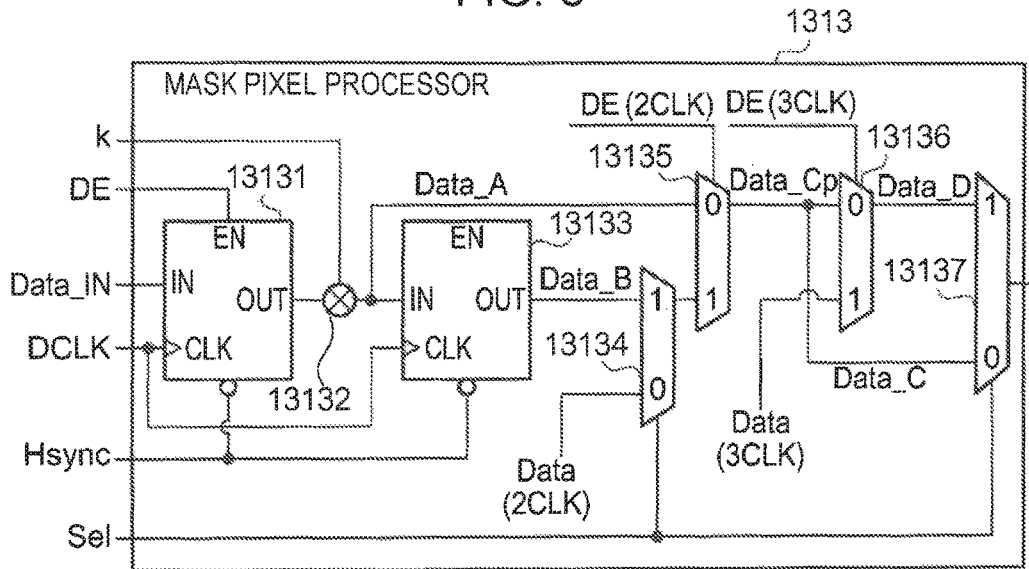 1313
MASK PIXEL PROCESSOR
k
DE
Data_IN
DCLK
Hsync
Sel
13131
EN
IN
OUT
CLK
13132
Data_A
EN
13133
IN
OUT
CLK
Data_B
13134
1
0
Data
(2CLK)
DE (2CLK)
13135
0
1
Data_Cp
DE (3CLK)
13136
0
1
Data
(3CLK)
Data_D
13137
Data_C
1
0